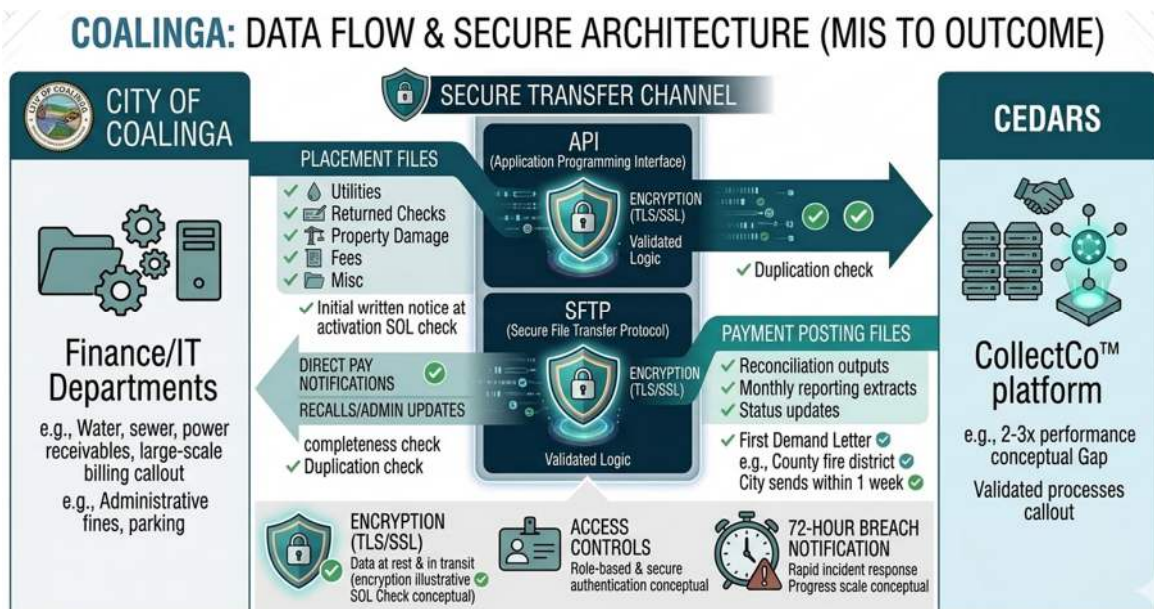 COALINGA: DATA FLOW & SECURE ARCHITECTURE (MIS TO OUTCOME)
CITY OF
COALINGA
Finance/IT
Departments
e.g., Water, sewer, power
receivables, large-scale
billing callout
e.g., Administrative
fines, parking
SECURE TRANSFER CHANNEL
PLACEMENT FILES
Utilities
Returned Checks
Property Damage
Fees
Misc
Initial written notice at
activation SOL check
API
(Application Programming Interface)
ENCRYPTION
(TLS/SSL)
Validated
Logic
Duplication check
DIRECT PAY
NOTIFICATIONS
RECALLS/ADMIN UPDATES
completeness check
Duplication check
SFTP
(Secure File Transfer Protocol)
ENCRYPTION
(TLS/SSL)
Validated Logic
PAYMENT POSTING FILES
Reconciliation outputs
Monthly reporting extracts
Status updates
First Demand Letter
e.g., County fire district
City sends within 1 week
ENCRYPTION
(TLS/SSL)
Data at rest & in transit
(encryption illustrative
SOL Check conceptual)
ACCESS
CONTROLS
Role-based & secure
authentication conceptual
72-HOUR BREACH
NOTIFICATION
Rapid incident response
Progress scale conceptual
CEDARS
CollectCo™
platform
e.g., 2-3x performance
conceptual Gap
Validated processes
callout